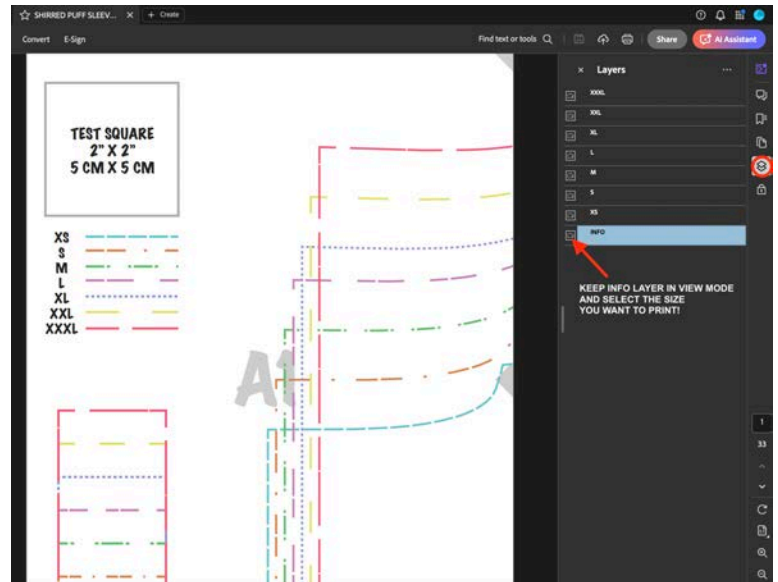 SHIRRED PUFF SLEEV...
+ Create
Convert E-Sign
Find text or tools
Share
AI Assistant
Layers
XXXL
XXL
XL
L
M
S
XS
INFO
KEEP INFO LAYER IN VIEW MODE
AND SELECT THE SIZE
YOU WANT TO PRINT!
TEST SQUARE
2" X 2"
5 CM X 5 CM
XS
S
M
L
XL
XXL
XXXL
A1
1
33